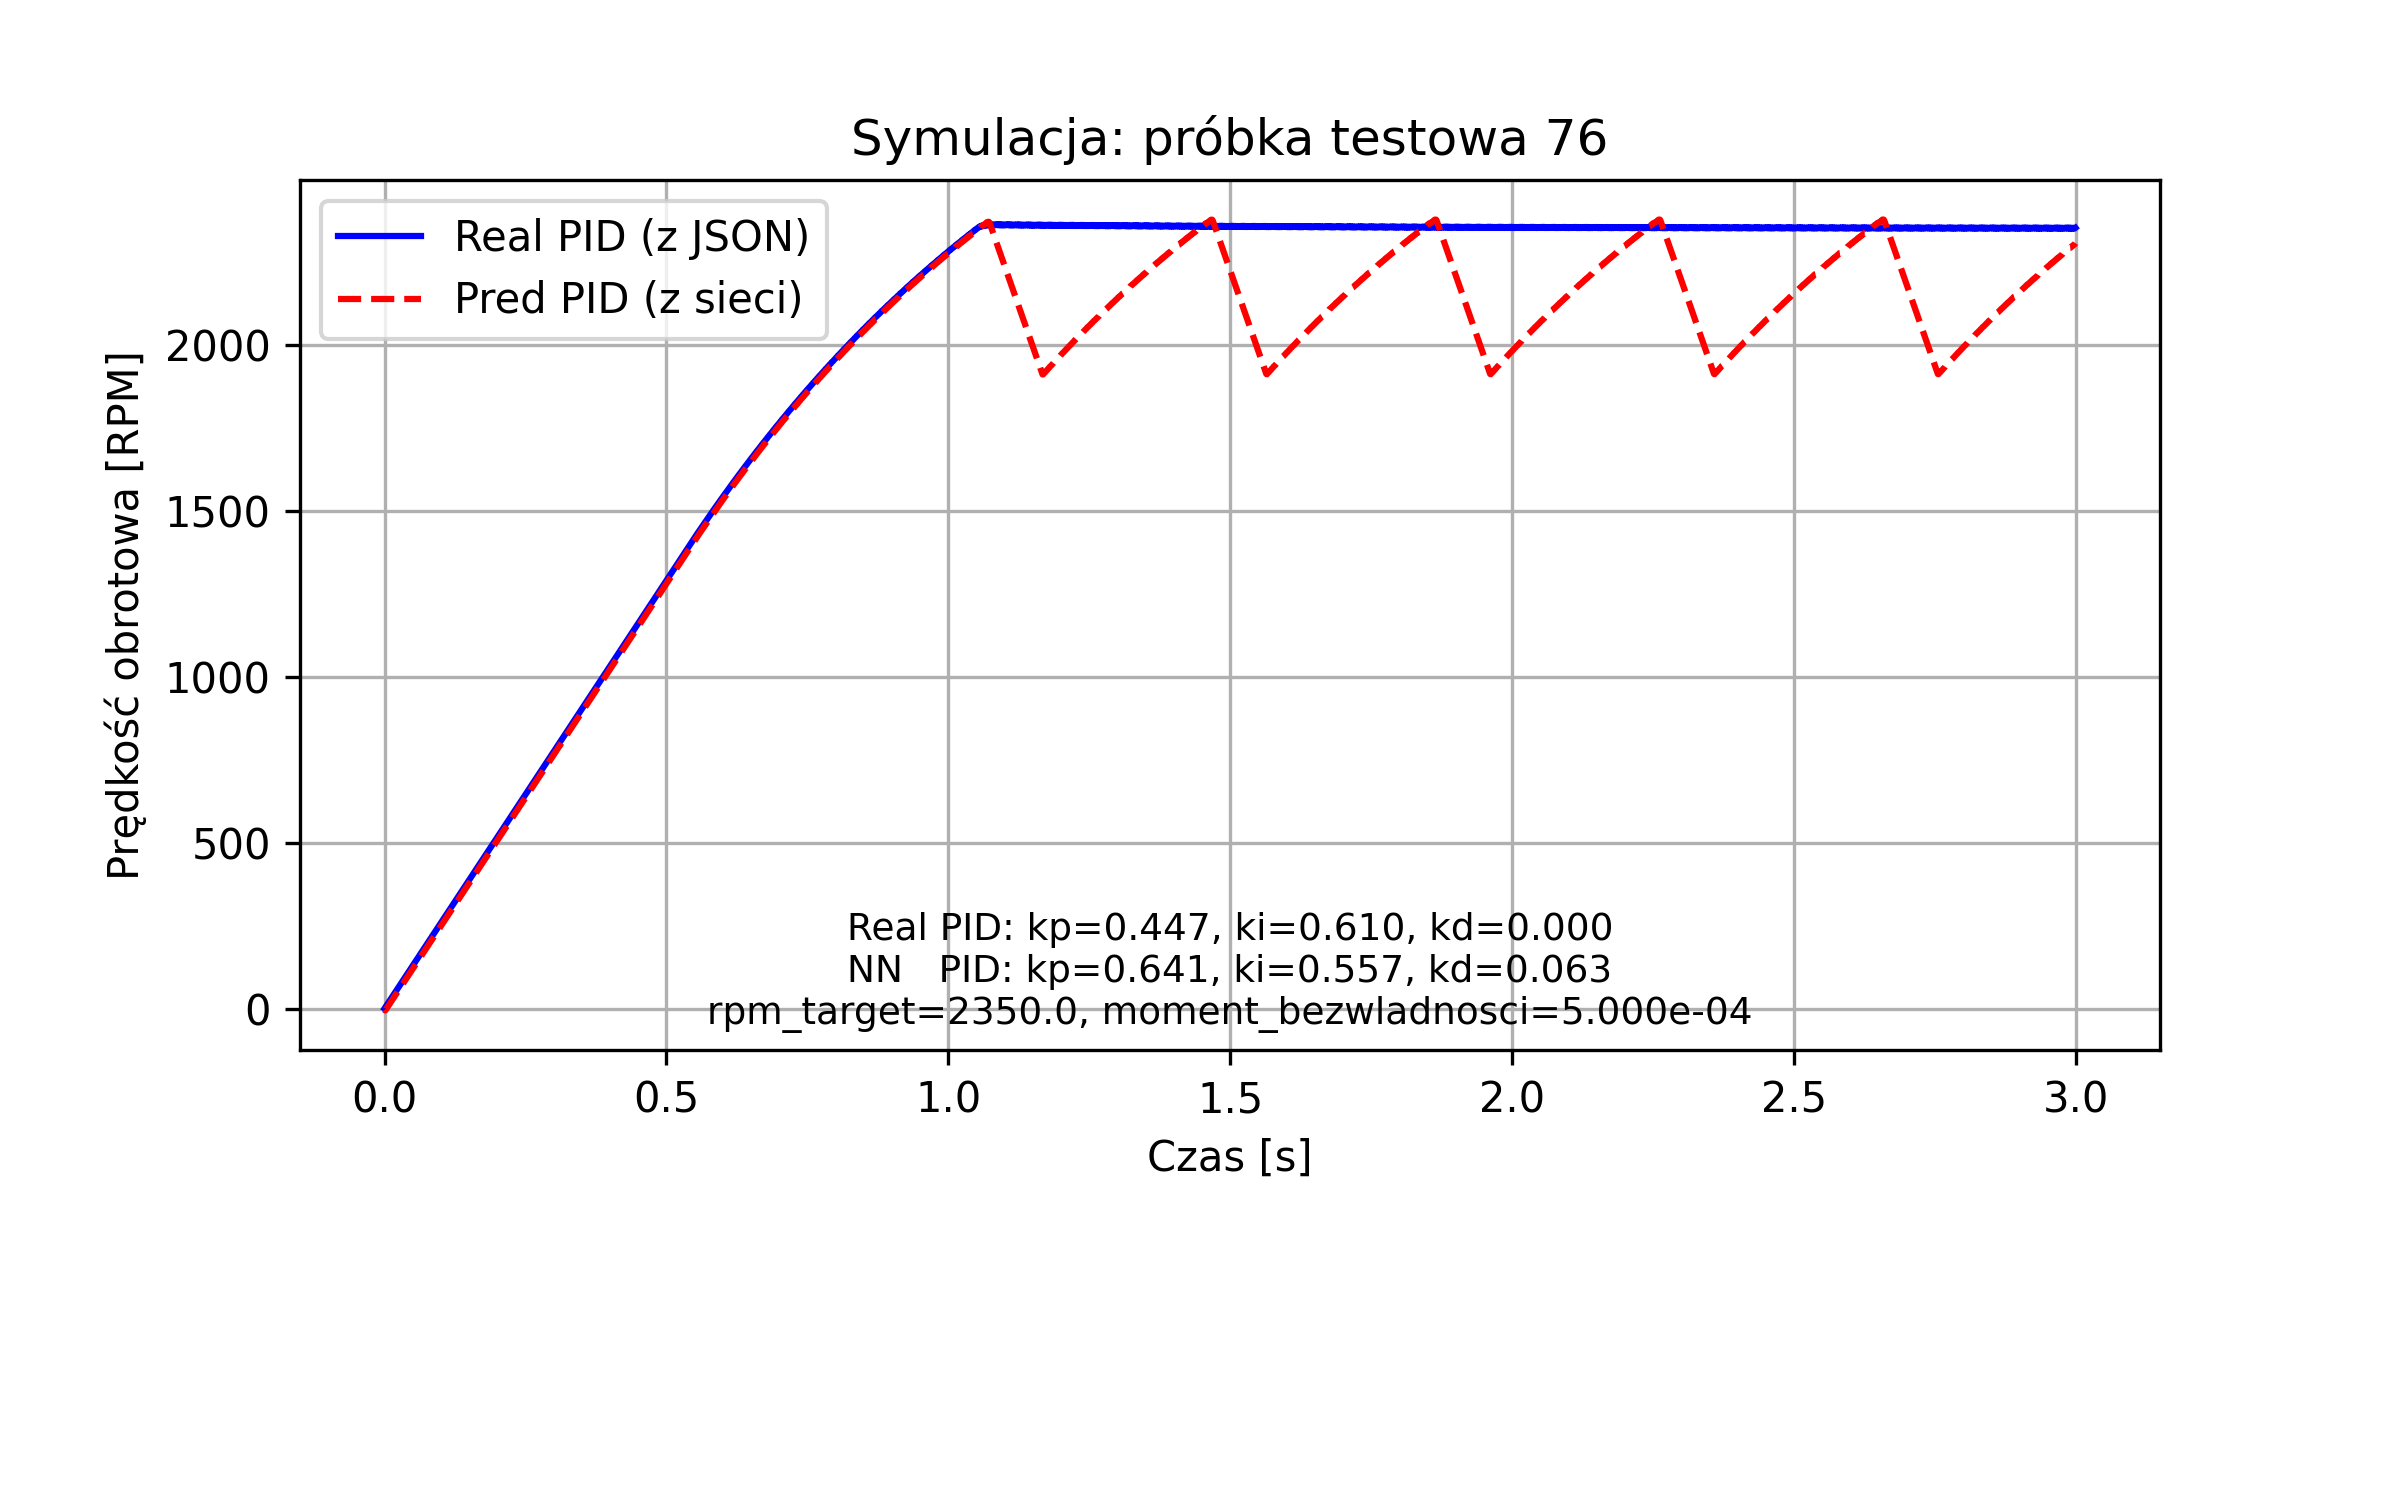 Symulacja: próbka testowa 76
Real PID (z JSON)
Pred PID (z sieci)
Prędkość obrotowa [RPM]
2000
1500
1000
500
0
Real PID: kp=0.447, ki=0.610, kd=0.000
NN   PID: kp=0.641, ki=0.557, kd=0.063
rpm_target=2350.0, moment_bezwladnosci=5.000e-04
0.0 0.5 1.0 1.5 2.0 2.5 3.0
Czas [s]